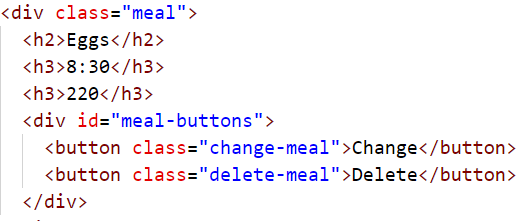 <div class="meal">
<h2>Eggs</h2>
<h3>8:30</h3>
<h3>220</h3>
<div id="meal-buttons">
<button class="change-meal">Change</button>
<button class="delete-meal">Delete</button>
</div>